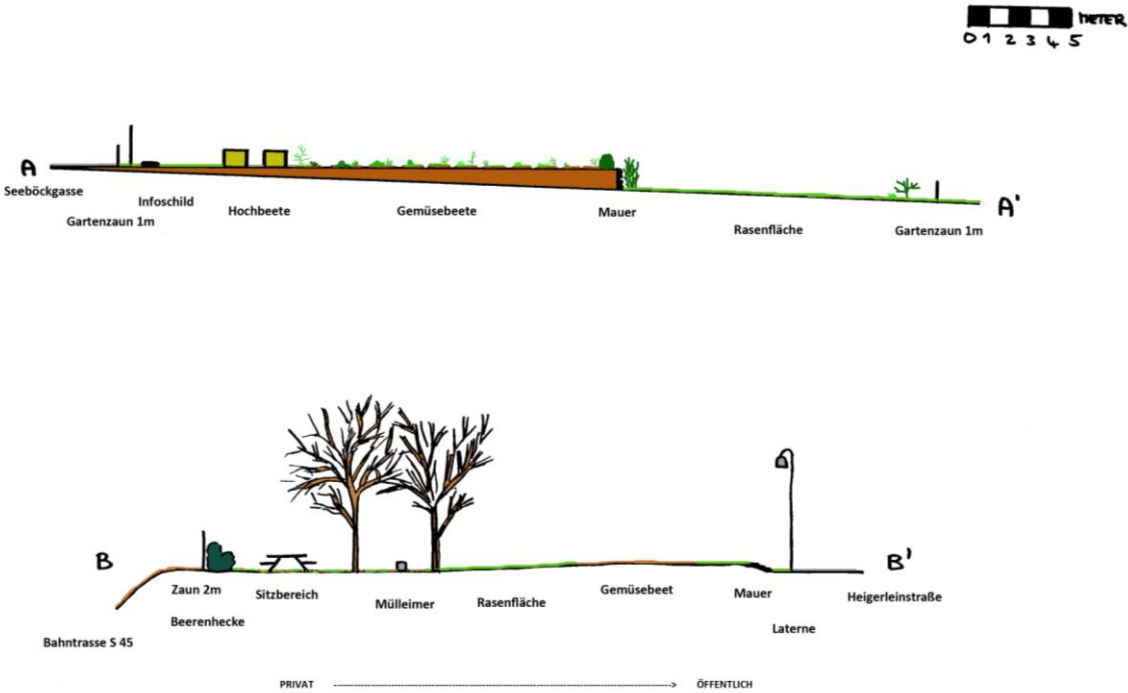 METER
0 1 2 3 4 5
A
A'
Seeböckgasse
Infoschild
Gartenzaun 1m
Hochbeete
Gemüsebeete
Mauer
Rasenfläche
Gartenzaun 1m
B
B'
Zaun 2m
Sitzbereich
Mülleimer
Rasenfläche
Gemüsebeet
Mauer
Heigerleinstraße
Beerenhecke
Laterne
Bahntrasse S 45
PRIVAT -----------------------------------------------------------> ÖFFENTLICH